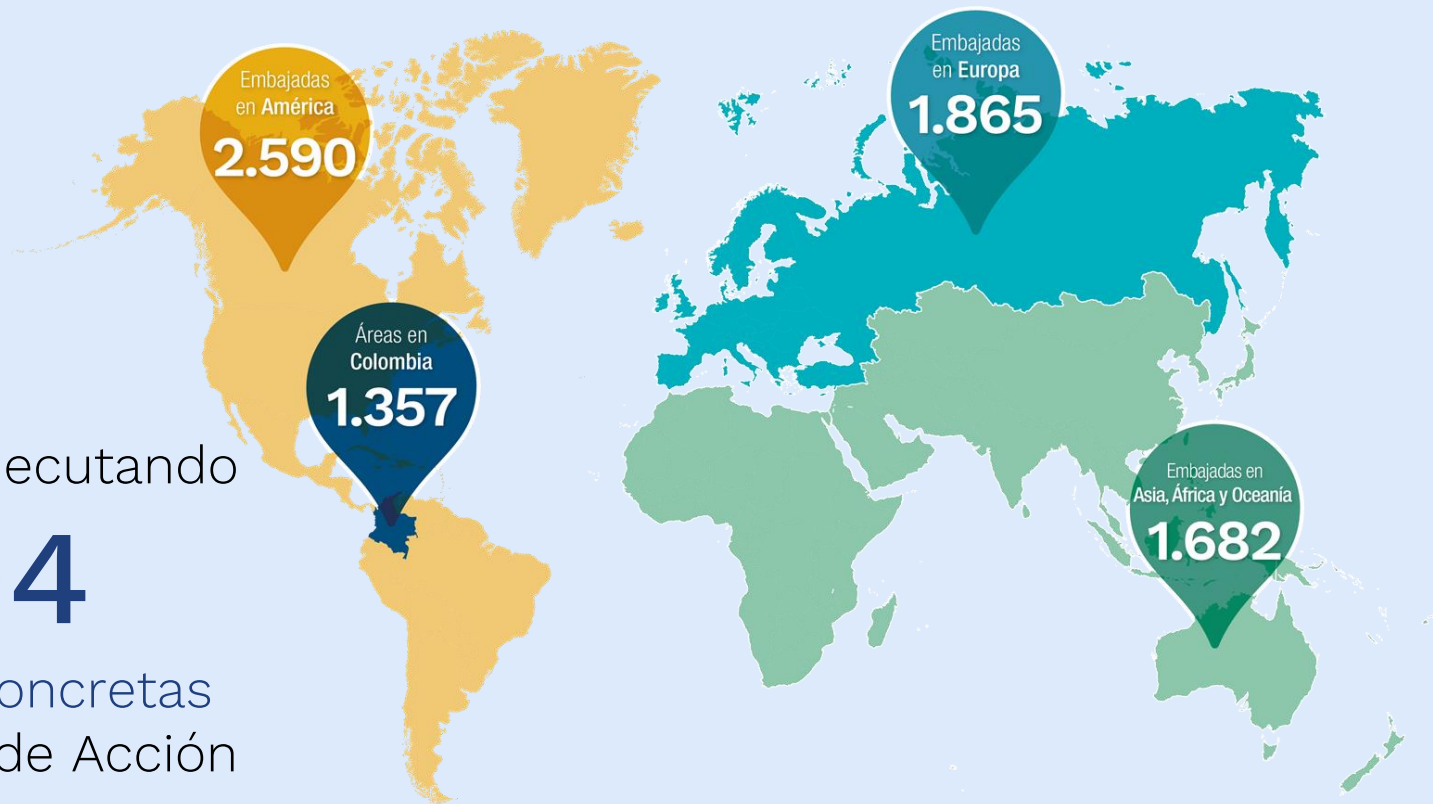 Embajadas
en América
2.590
Embajadas
en Europa
1.865
Áreas en
Colombia
1.357
Embajadas en
Asia, África y Oceanía
1.682
ecutando
4
oncretas
de Acción